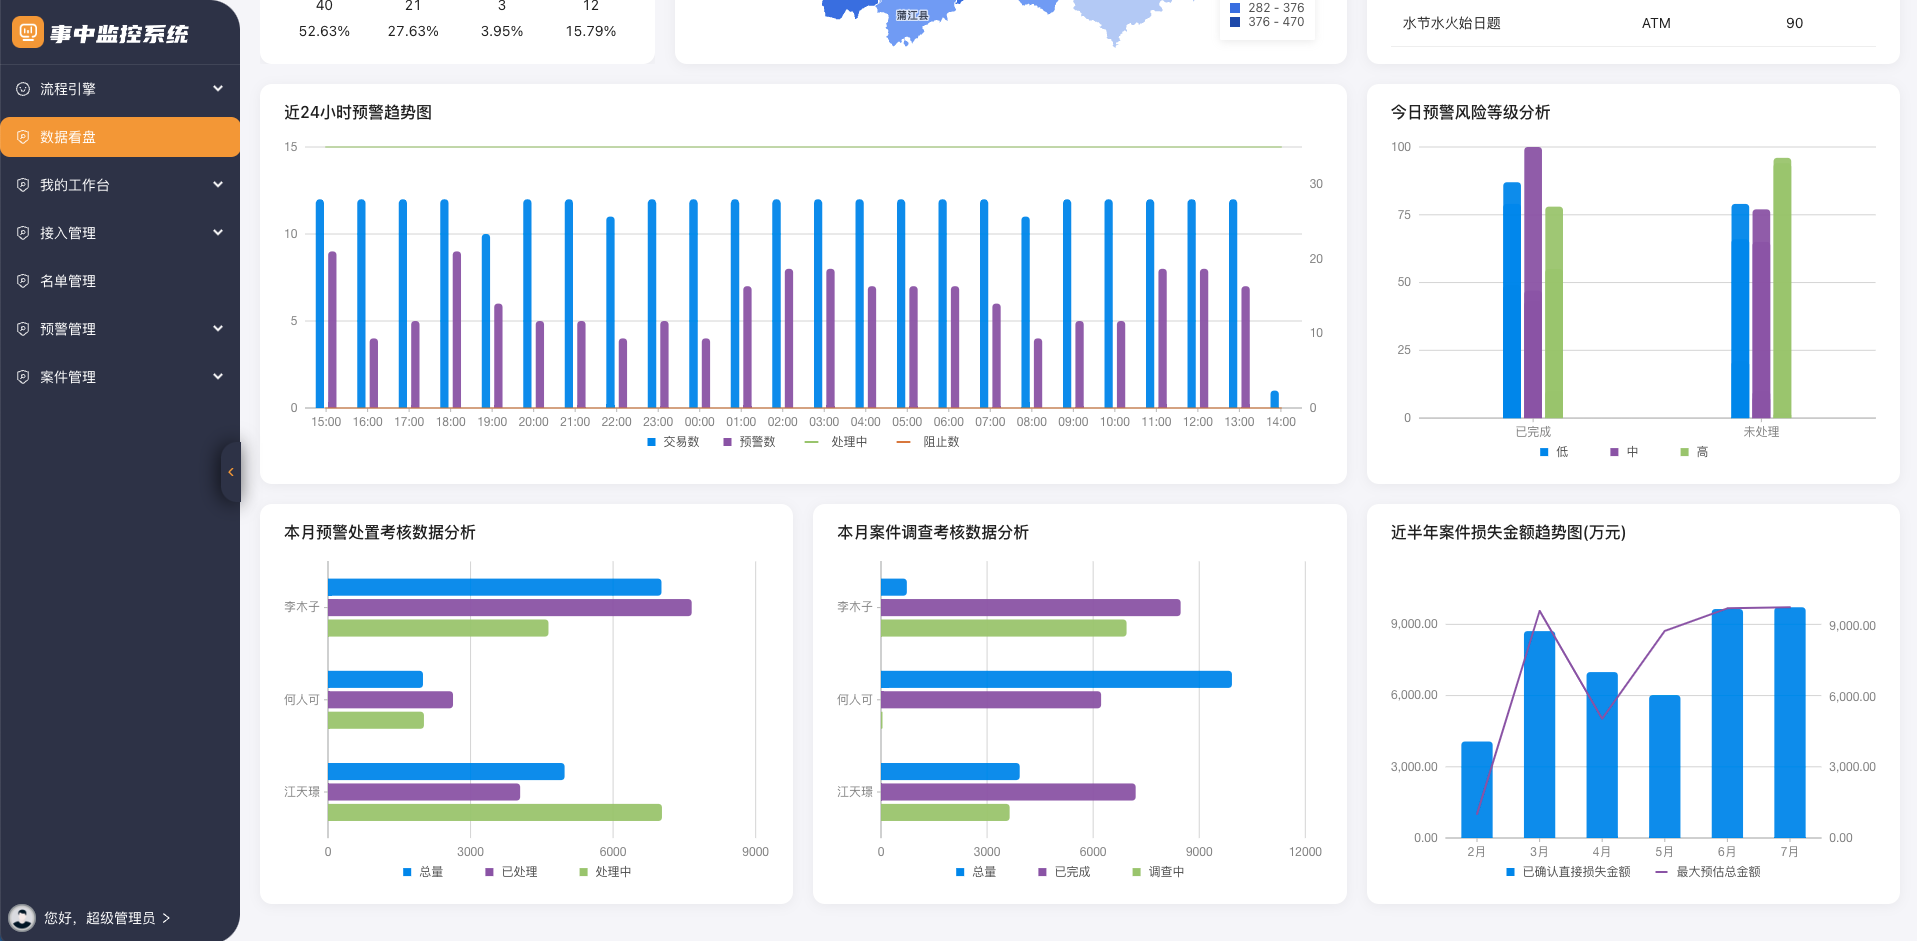 事中监控系统
流程引擎
数据看盘
我的工作台
接入管理
名单管理
预警管理
案件管理
您好，超级管理员 >
40 21 3 12
52.63% 27.63% 3.95% 15.79%
蒲江县
282 - 376
376 - 470
水节水火始日题 ATM 90
近24小时预警趋势图
15
10
5
0
30
20
10
0
15:00 16:00 17:00 18:00 19:00 20:00 21:00 22:00 23:00 00:00 01:00 02:00 03:00 04:00 05:00 06:00 07:00 08:00 09:00 10:00 11:00 12:00 13:00 14:00
交易数 预警数 处理中 阻止数
今日预警风险等级分析
100
75
50
25
0
已完成 未处理
低 中 高
本月预警处置考核数据分析
李木子
何人可
江天璟
0 3000 6000 9000
总量 已处理 处理中
本月案件调查考核数据分析
李木子
何人可
江天璟
0 3000 6000 9000 12000
总量 已完成 调查中
近半年案件损失金额趋势图(万元)
9,000.00
6,000.00
3,000.00
0.00
9,000.00
6,000.00
3,000.00
0.00
2月 3月 4月 5月 6月 7月
已确认直接损失金额 最大预估总金额